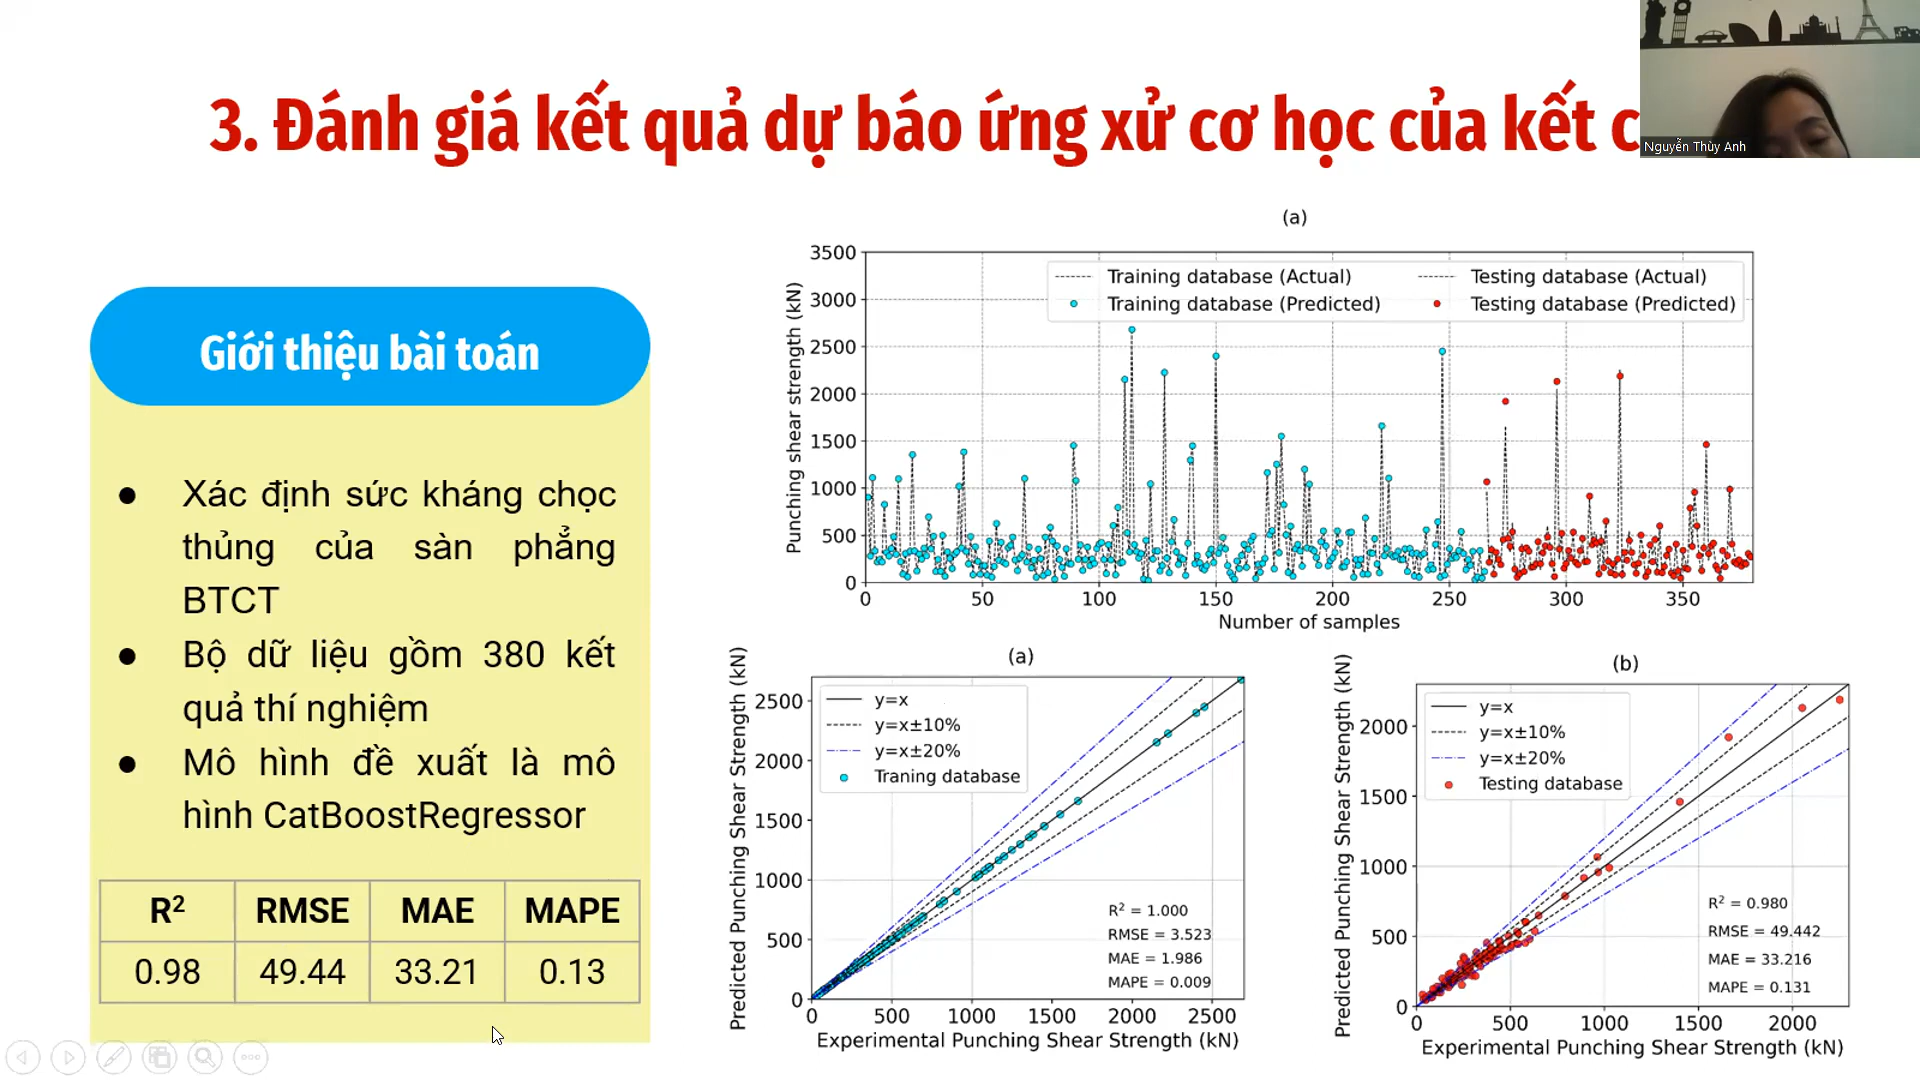 3. Đánh giá kết quả dự báo ứng xử cơ học của kết c
Nguyễn Thùy Anh
Giới thiệu bài toán
● Xác định sức kháng chọc
thủng của sàn phẳng
BTCT
● Bộ dữ liệu gồm 380 kết
quả thí nghiệm
● Mô hình đề xuất là mô
hình CatBoostRegressor
R² RMSE MAE MAPE
0.98 49.44 33.21 0.13
(a)
Punching shear strength (kN)
3500
3000
2500
2000
1500
1000
500
0
Training database (Actual) Testing database (Actual)
Training database (Predicted) Testing database (Predicted)
0 50 100 150 200 250 300 350
Number of samples
(a)
Predicted Punching Shear Strength (kN)
2500
2000
1500
1000
500
0
y=x
y=x±10%
y=x±20%
Traning database
R² = 1.000
RMSE = 3.523
MAE = 1.986
MAPE = 0.009
0 500 1000 1500 2000 2500
Experimental Punching Shear Strength (kN)
(b)
Predicted Punching Shear Strength (kN)
2000
1500
1000
500
0
y=x
y=x±10%
y=x±20%
Testing database
R² = 0.980
RMSE = 49.442
MAE = 33.216
MAPE = 0.131
0 500 1000 1500 2000
Experimental Punching Shear Strength (kN)